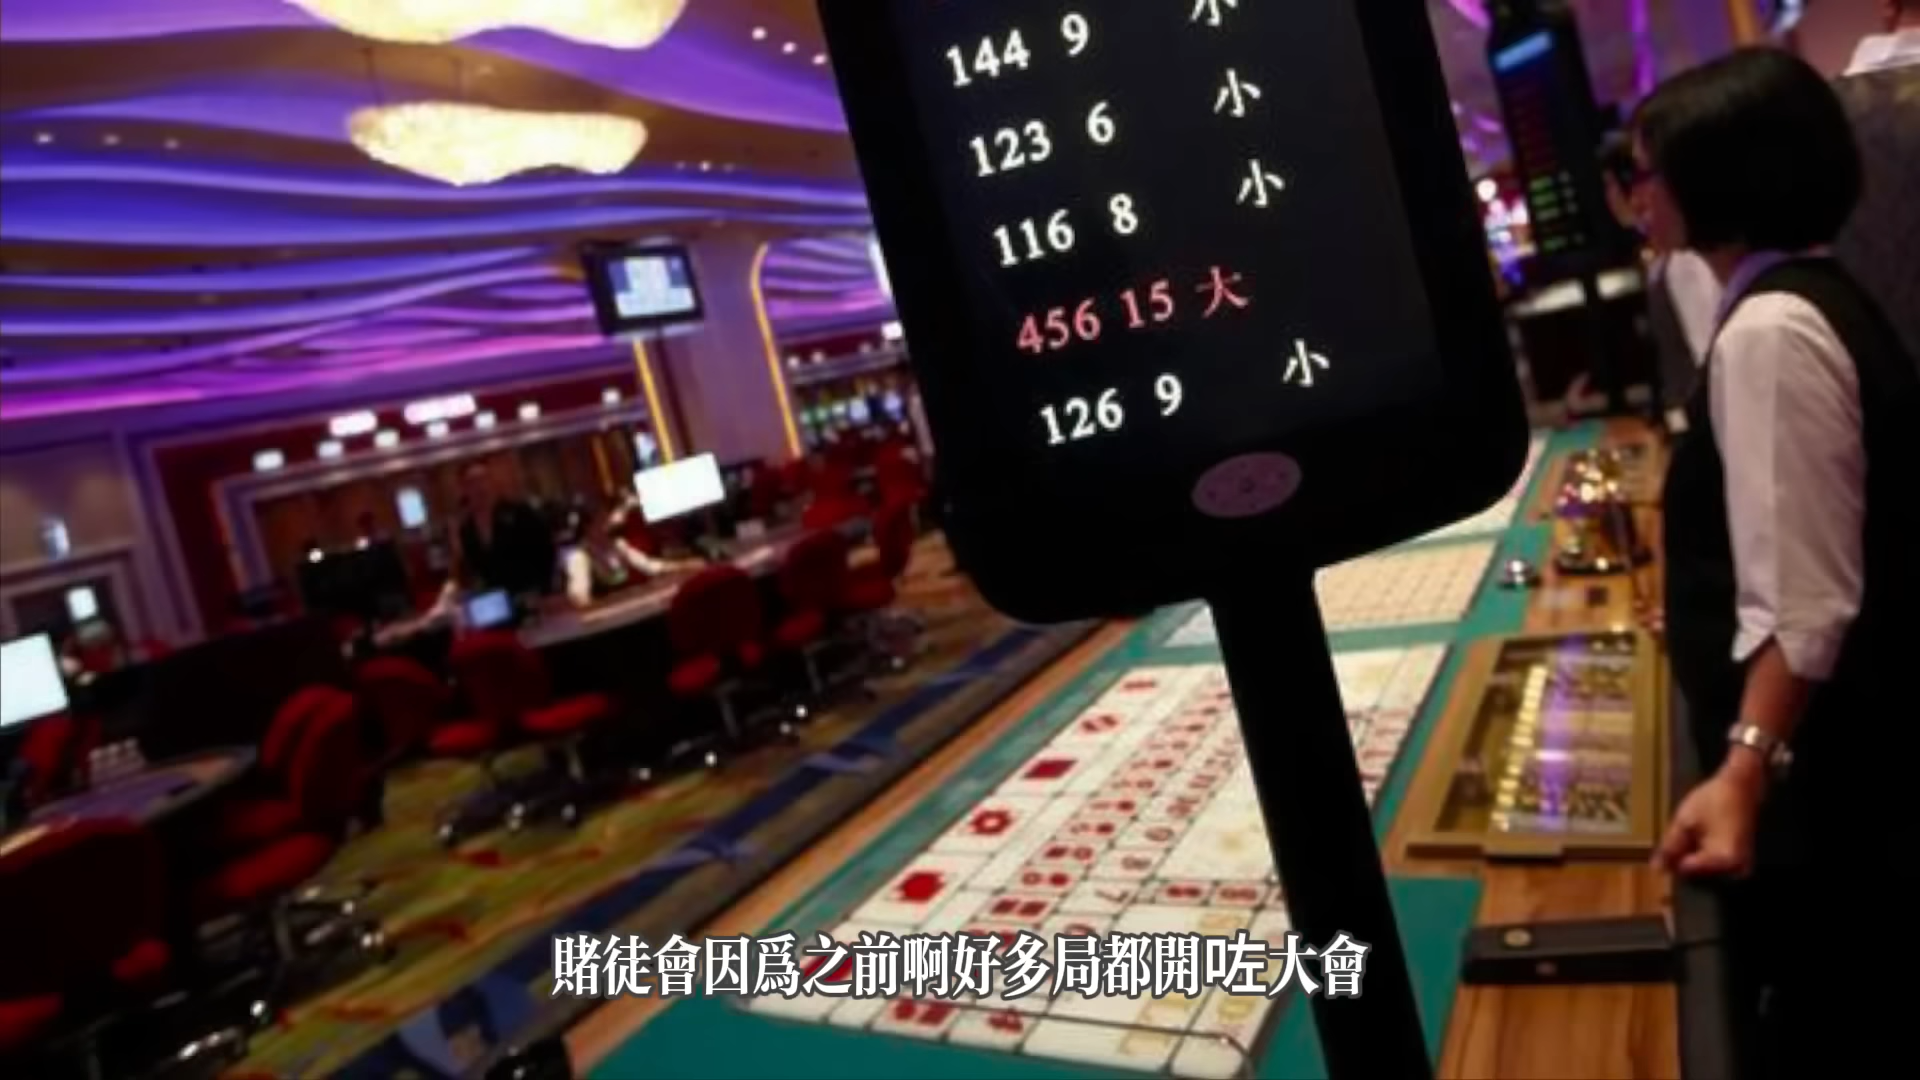 144 9 小
123 6 小
116 8 小
456 15 大
126 9 小
賭徒會因爲之前啊好多局都開咗大會